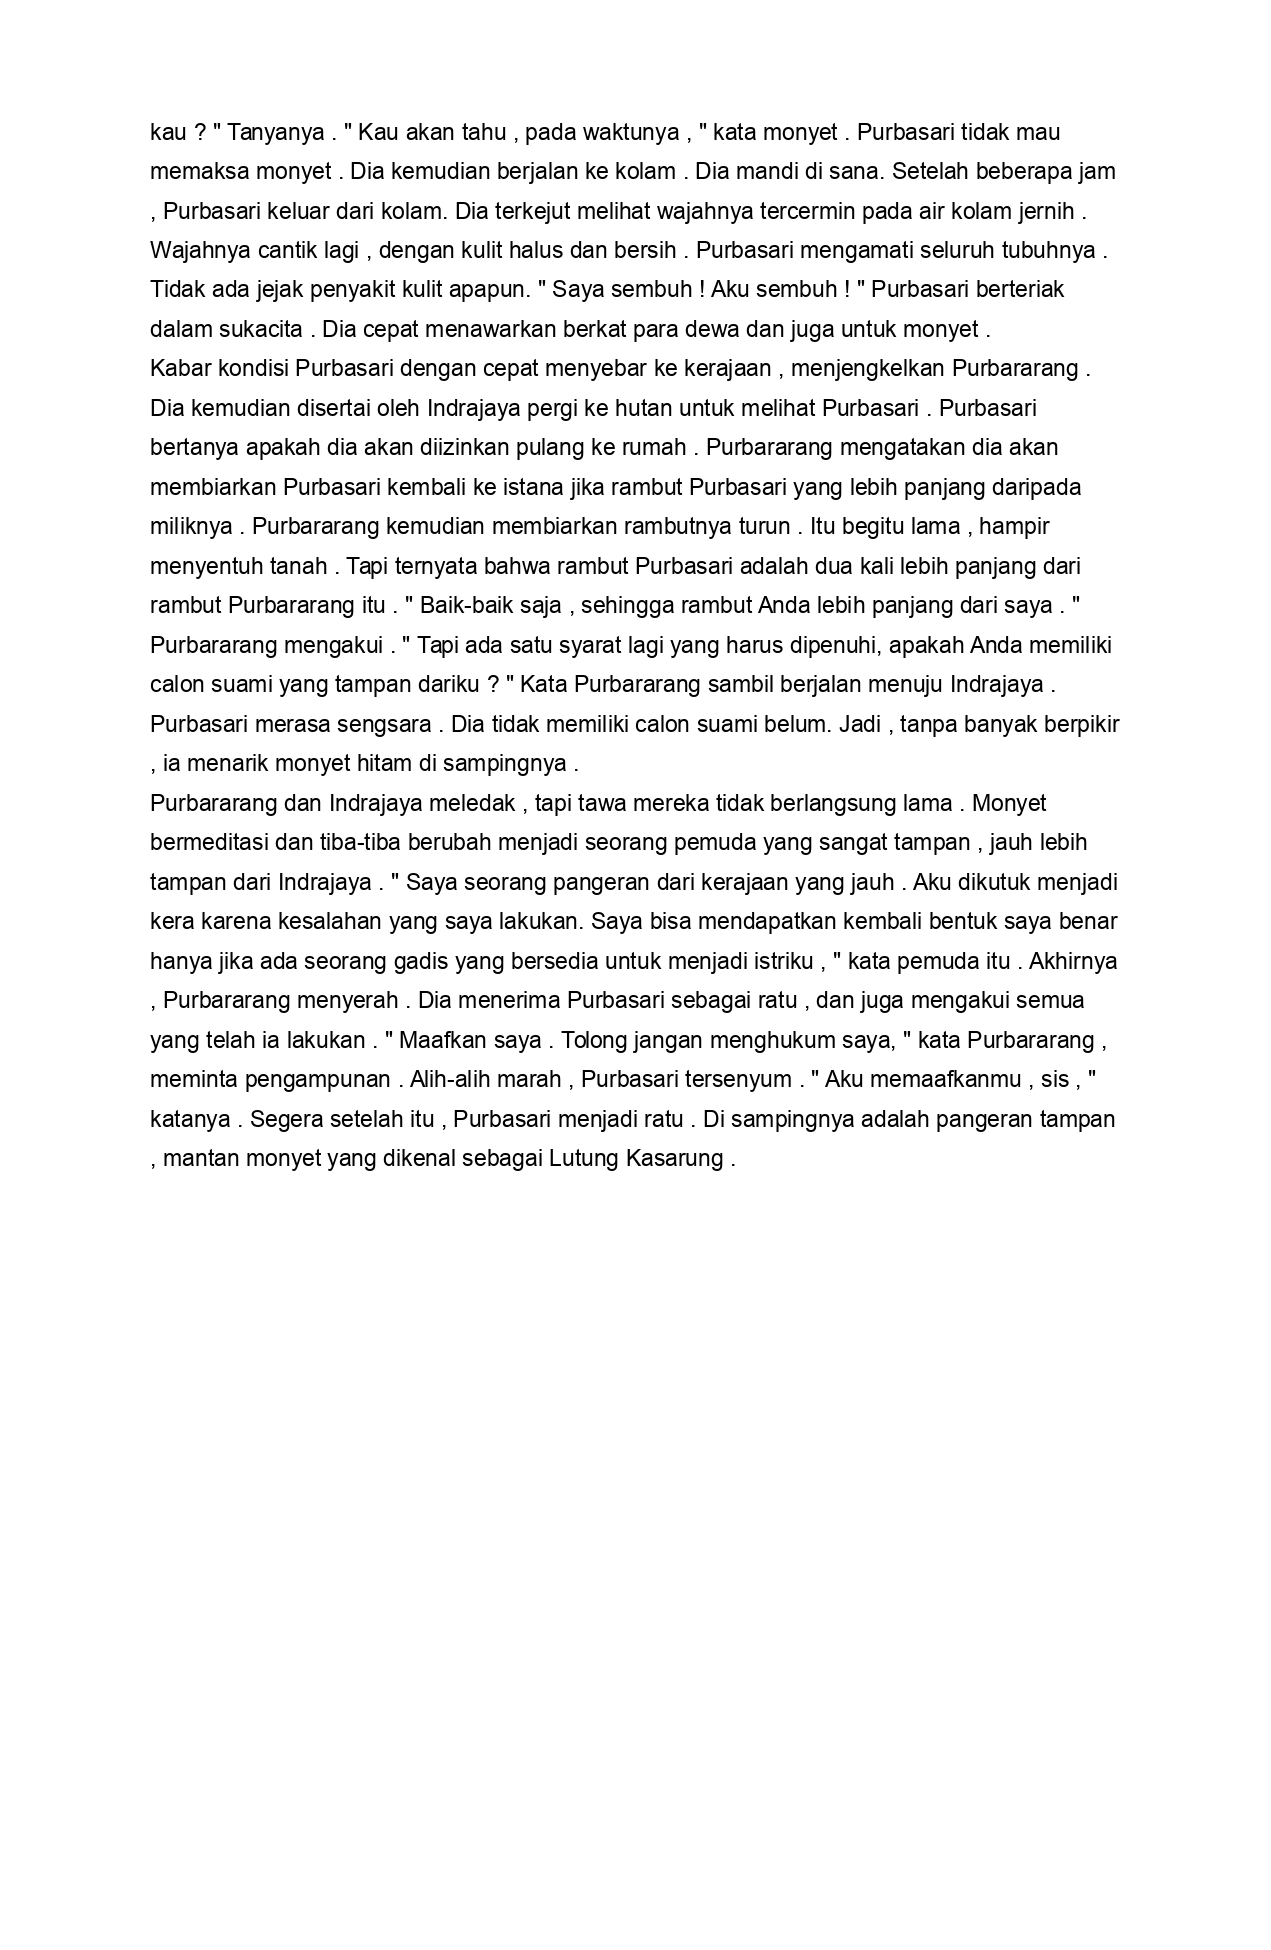 kau ? " Tanyanya . " Kau akan tahu , pada waktunya , " kata monyet . Purbasari tidak mau
memaksa monyet . Dia kemudian berjalan ke kolam . Dia mandi di sana. Setelah beberapa jam
, Purbasari keluar dari kolam. Dia terkejut melihat wajahnya tercermin pada air kolam jernih .
Wajahnya cantik lagi , dengan kulit halus dan bersih . Purbasari mengamati seluruh tubuhnya .
Tidak ada jejak penyakit kulit apapun. " Saya sembuh ! Aku sembuh ! " Purbasari berteriak
dalam sukacita . Dia cepat menawarkan berkat para dewa dan juga untuk monyet .
Kabar kondisi Purbasari dengan cepat menyebar ke kerajaan , menjengkelkan Purbararang .
Dia kemudian disertai oleh Indrajaya pergi ke hutan untuk melihat Purbasari . Purbasari
bertanya apakah dia akan diizinkan pulang ke rumah . Purbararang mengatakan dia akan
membiarkan Purbasari kembali ke istana jika rambut Purbasari yang lebih panjang daripada
miliknya . Purbararang kemudian membiarkan rambutnya turun . Itu begitu lama , hampir
menyentuh tanah . Tapi ternyata bahwa rambut Purbasari adalah dua kali lebih panjang dari
rambut Purbararang itu . " Baik-baik saja , sehingga rambut Anda lebih panjang dari saya . "
Purbararang mengakui . " Tapi ada satu syarat lagi yang harus dipenuhi, apakah Anda memiliki
calon suami yang tampan dariku ? " Kata Purbararang sambil berjalan menuju Indrajaya .
Purbasari merasa sengsara . Dia tidak memiliki calon suami belum. Jadi , tanpa banyak berpikir
, ia menarik monyet hitam di sampingnya .
Purbararang dan Indrajaya meledak , tapi tawa mereka tidak berlangsung lama . Monyet
bermeditasi dan tiba-tiba berubah menjadi seorang pemuda yang sangat tampan , jauh lebih
tampan dari Indrajaya . " Saya seorang pangeran dari kerajaan yang jauh . Aku dikutuk menjadi
kera karena kesalahan yang saya lakukan. Saya bisa mendapatkan kembali bentuk saya benar
hanya jika ada seorang gadis yang bersedia untuk menjadi istriku , " kata pemuda itu . Akhirnya
, Purbararang menyerah . Dia menerima Purbasari sebagai ratu , dan juga mengakui semua
yang telah ia lakukan . " Maafkan saya . Tolong jangan menghukum saya, " kata Purbararang ,
meminta pengampunan . Alih-alih marah , Purbasari tersenyum . " Aku memaafkanmu , sis , "
katanya . Segera setelah itu , Purbasari menjadi ratu . Di sampingnya adalah pangeran tampan
, mantan monyet yang dikenal sebagai Lutung Kasarung .